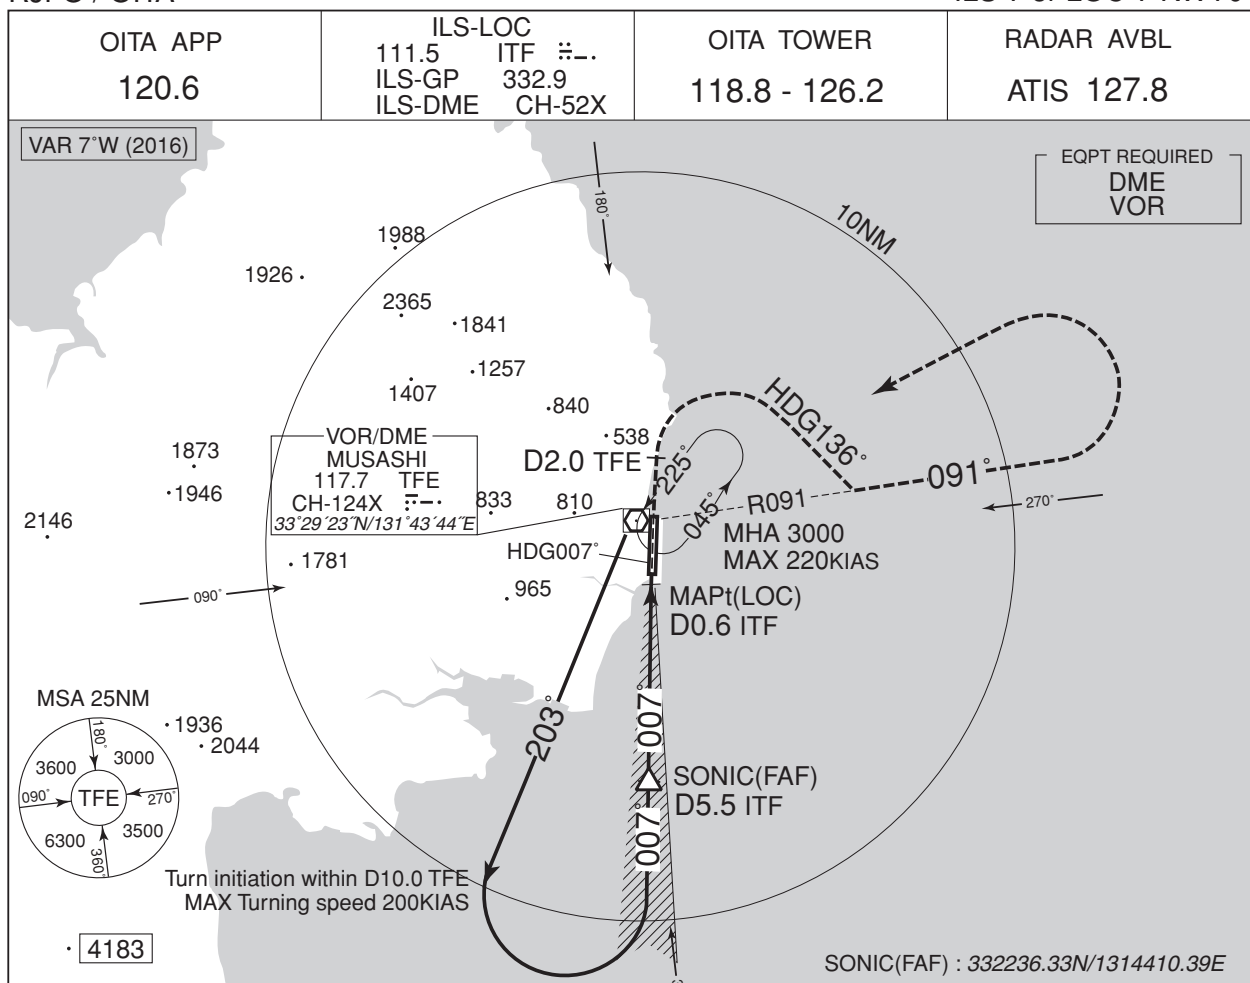 OITA APP
120.6
ILS-LOC
111.5 ITF
ILS-GP 332.9
ILS-DME CH-52X
OITA TOWER
118.8 - 126.2
RADAR AVBL
ATIS 127.8
VAR 7°W (2016)
EQPT REQUIRED
DME
VOR
180°
10NM
1988
1926
2365
1841
1257
1407
840
538
HDG136°
1873
VOR/DME
MUSASHI
117.7 TFE
CH-124X
33°29´23˝N/131°43´44˝E
D2.0 TFE
225°
045°
R091
091°
270°
1946
833
810
2146
MHA 3000
MAX 220KIAS
HDG007°
1781
965
090°
MAPt(LOC)
D0.6 ITF
MSA 25NM
180°
3600
3000
090°
TFE
270°
6300
3500
360°
1936
2044
203°
007°
SONIC(FAF)
D5.5 ITF
007°
Turn initiation within D10.0 TFE
MAX Turning speed 200KIAS
4183
SONIC(FAF) : 332236.33N/1314410.39E